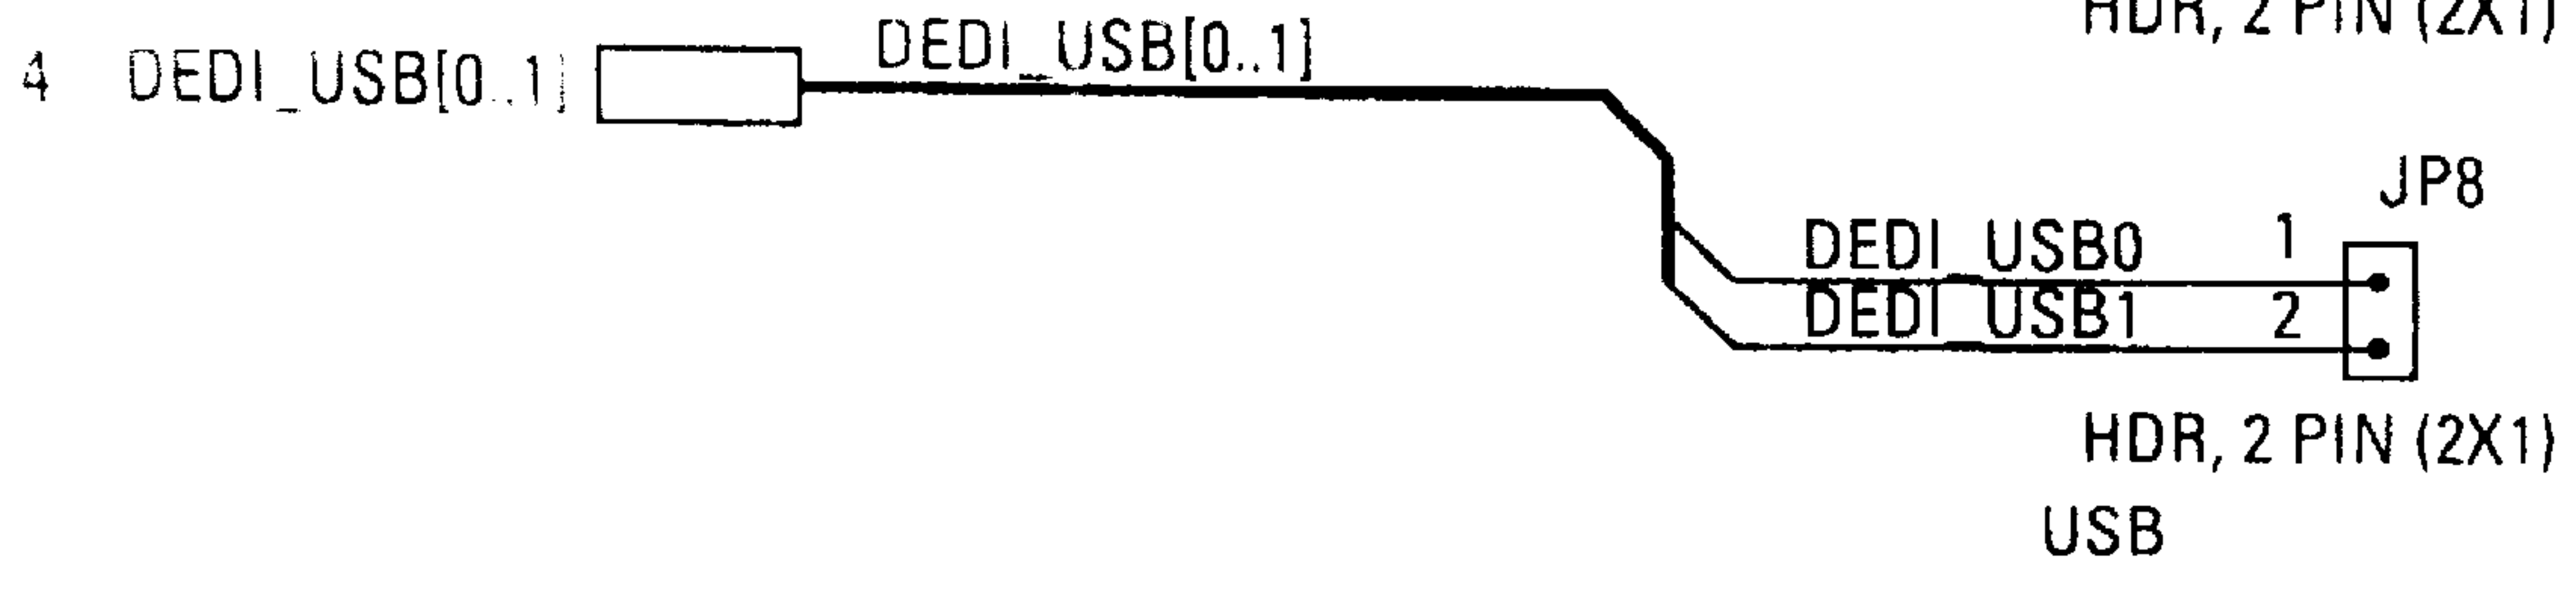 HDR, 2 PIN (2X1)
4 DEDI_USB[0..1] DEDI_USB[0..1]
JP8
DEDI_USB0 1
DEDI_USB1 2
HDR, 2 PIN (2X1)
USB